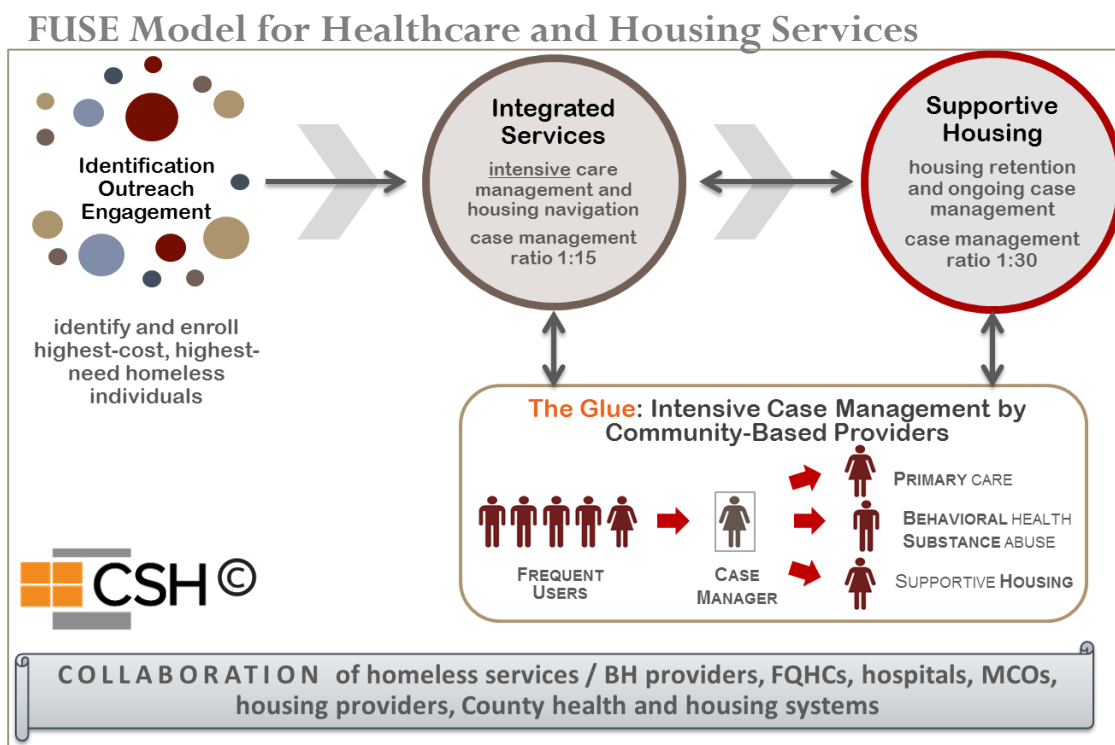 FUSE Model for Healthcare and Housing Services
Identification
Outreach
Engagement
identify and enroll
highest-cost, highest-
need homeless
individuals
Integrated
Services
intensive care
management and
housing navigation
case management
ratio 1:15
Supportive
Housing
housing retention
and ongoing case
management
case management
ratio 1:30
The Glue: Intensive Case Management by
Community-Based Providers
FREQUENT
USERS
CASE
MANAGER
PRIMARY CARE
BEHAVIORAL HEALTH
SUBSTANCE ABUSE
SUPPORTIVE HOUSING
CSH ©
COLLABORATION of homeless services / BH providers, FQHCs, hospitals, MCOs,
housing providers, County health and housing systems